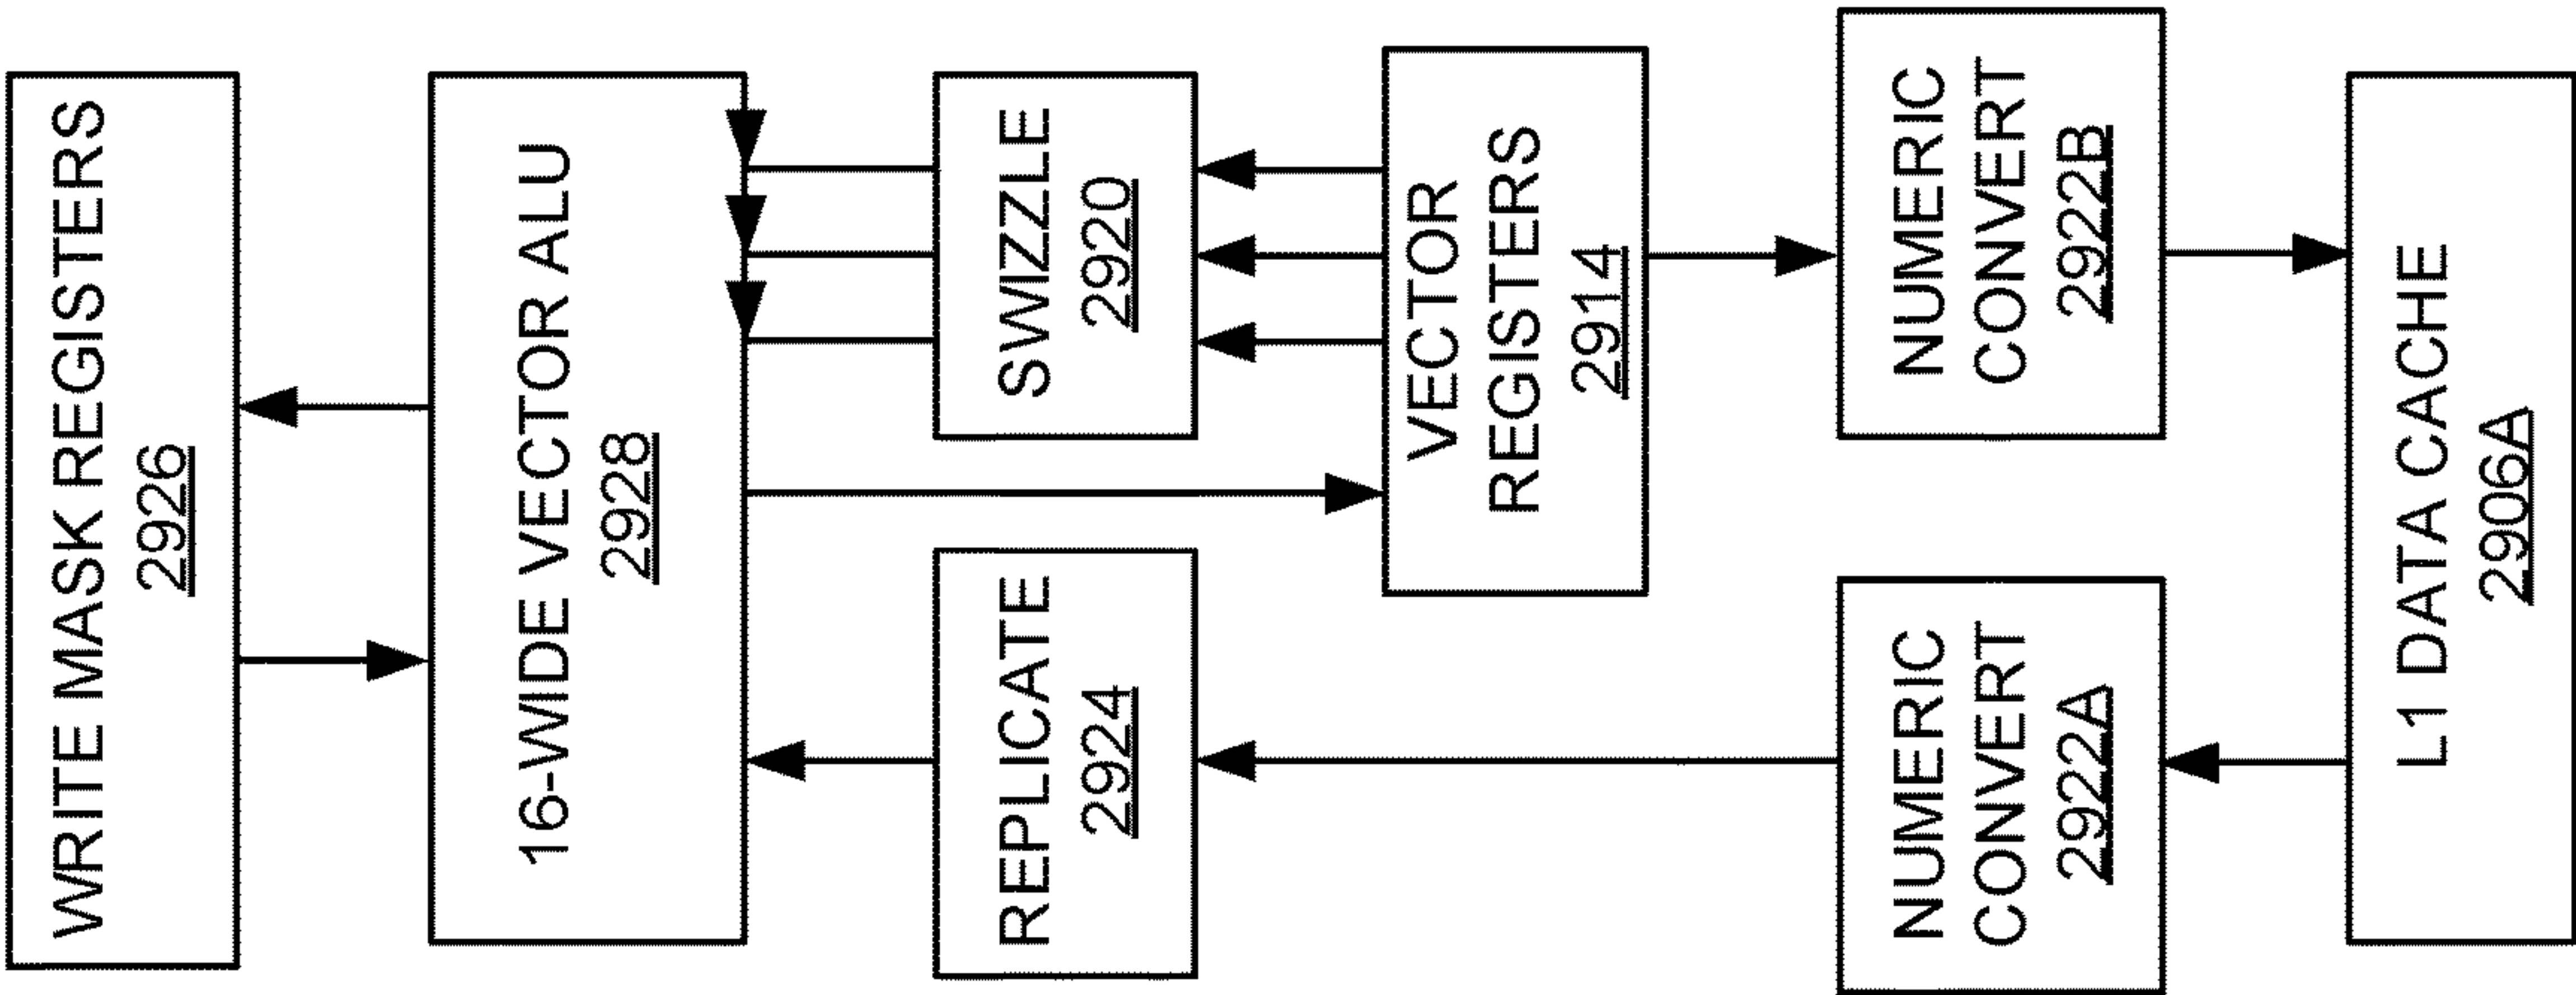 WRITE MASK REGISTERS
2926
16-WIDE VECTOR ALU
2928
REPLICATE
2924
SWIZZLE
2920
VECTOR
REGISTERS
2914
NUMERIC
CONVERT
2922A
NUMERIC
CONVERT
2922B
L1 DATA CACHE
2906A